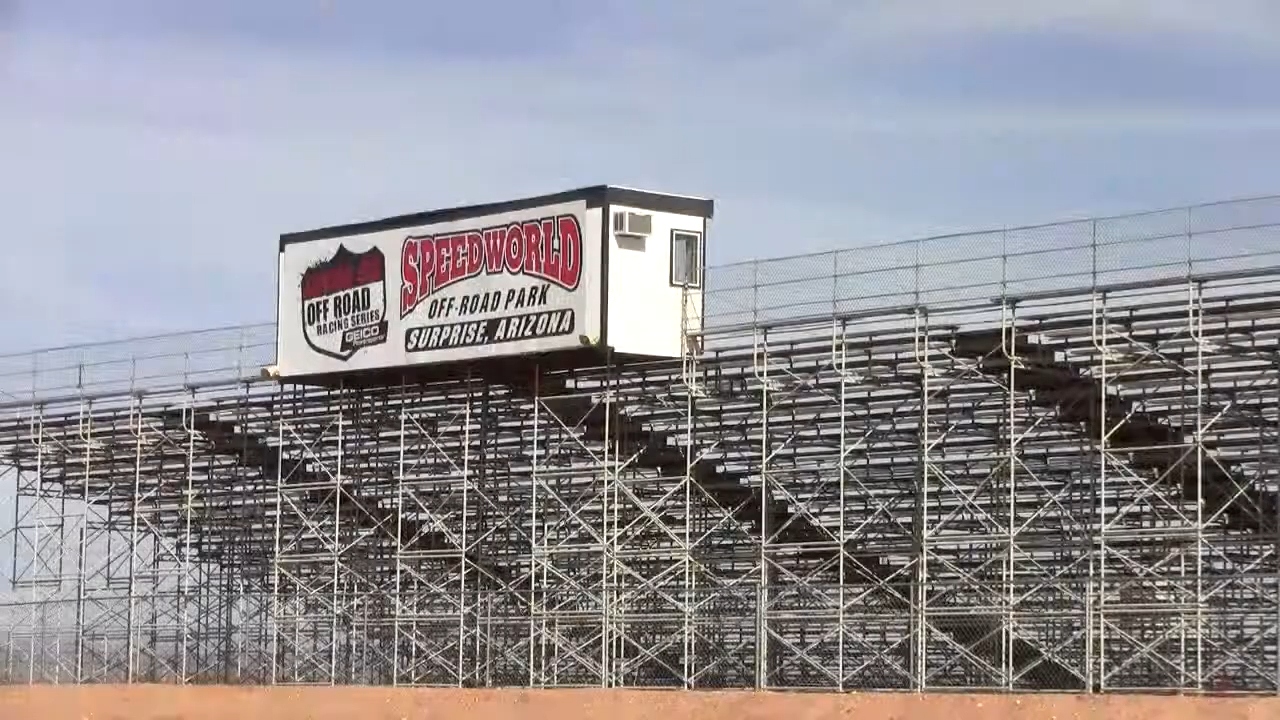 OFF ROAD
RACING SERIES
GEICO
SPEEDWORLD
OFF-ROAD PARK
SURPRISE, ARIZONA